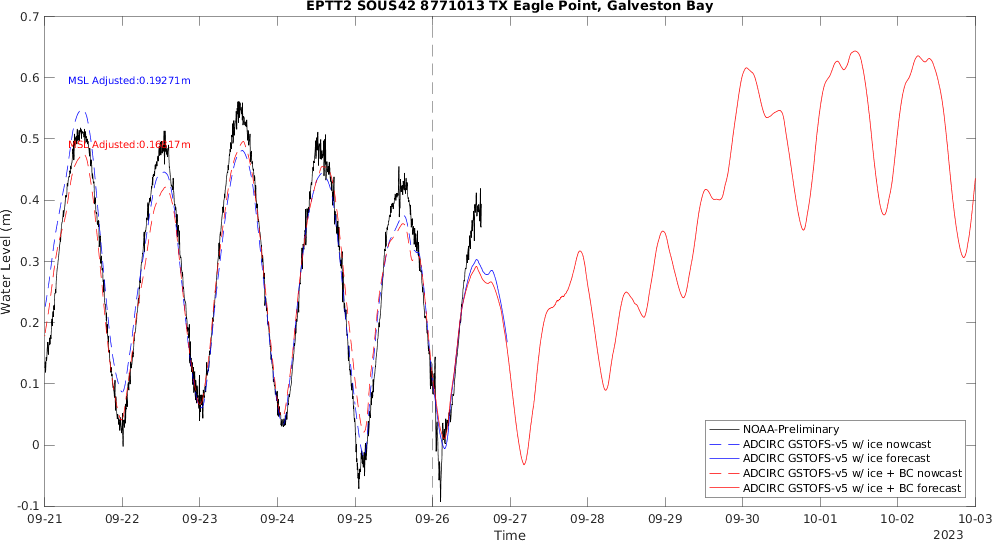 EPTT2 SOUS42 8771013 TX Eagle Point, Galveston Bay
Water Level (m)
0.7
0.6
0.5
0.4
0.3
0.2
0.1
0
-0.1
MSL Adjusted:0.19271m
MSL
NOAA-Preliminary
ADCIRC GSTOFS-v5 w/ ice nowcast
ADCIRC GSTOFS-v5 w/ ice forecast
ADCIRC GSTOFS-v5 w/ ice + BC nowcast
ADCIRC GSTOFS-v5 w/ ice + BC forecast
09-21 09-22 09-23 09-24 09-25 09-26 09-27 09-28 09-29 09-30 10-01 10-02 10-03
Time
2023